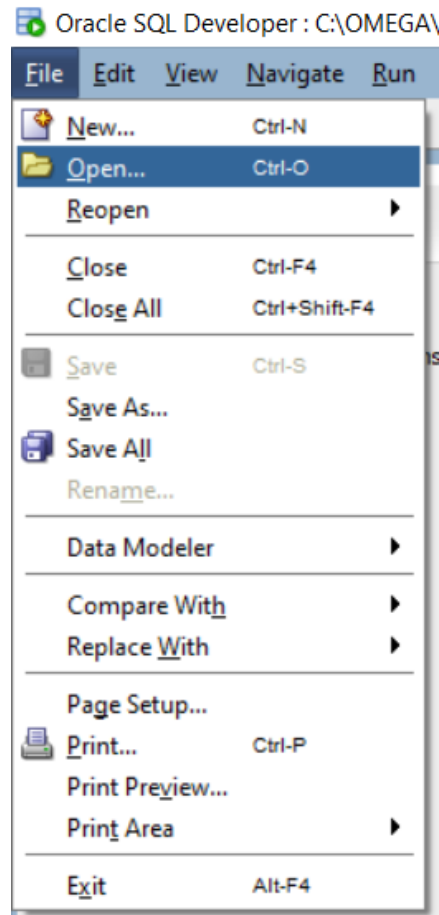 Oracle SQL Developer : C:\OMEGA\
File Edit View Navigate Run
New... Ctrl-N
Open... Ctrl-O
Reopen
Close Ctrl-F4
Close All Ctrl+Shift-F4
Save Ctrl-S
Save As...
Save All
Rename...
Data Modeler
Compare With
Replace With
Page Setup...
Print... Ctrl-P
Print Preview...
Print Area
Exit Alt-F4